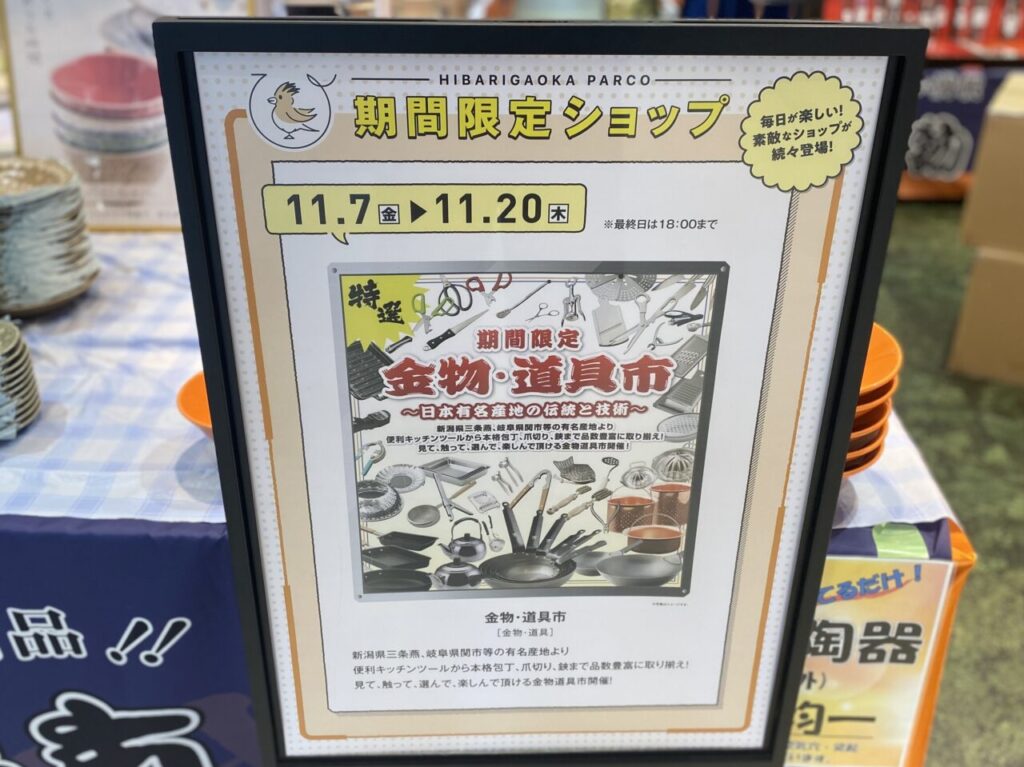 HIBARIGAOKA PARCO
期間限定ショップ
毎日が楽しい!
素敵なショップが
続々登場!
11.7金▶11.20木
※最終日は18:00まで
特選
期間限定
金物・道具市
～日本有名産地の伝統と技術～
新潟県三条燕、岐阜県関市等の有名産地より
便利キッチンツールから本格包丁、爪切り、鋏まで品数豊富に取り揃え!
見て、触って、選んで、楽しんで頂ける金物道具市開催!
金物・道具市
[金物・道具]
新潟県三条燕、岐阜県関市等の有名産地より
便利キッチンツールから本格包丁、爪切り、鋏まで品数豊富に取り揃え!
見て、触って、選んで、楽しんで頂ける金物道具市開催!
品!!
てるだけ!
陶器
均一